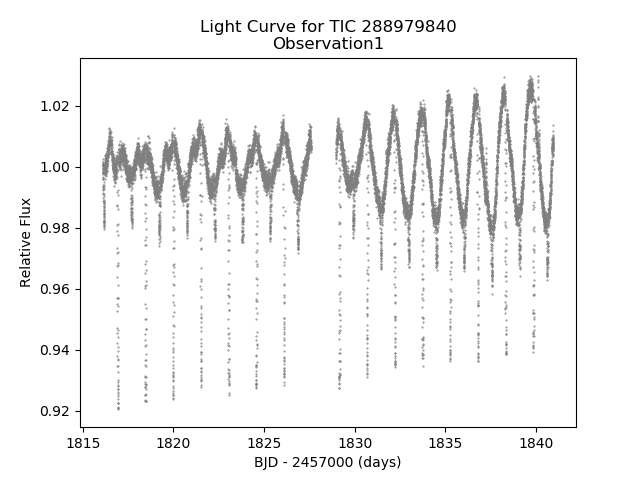 Light Curve for TIC 288979840
Observation1
Relative Flux
1.02
1.00
0.98
0.96
0.94
0.92
1815 1820 1825 1830 1835 1840
BJD - 2457000 (days)